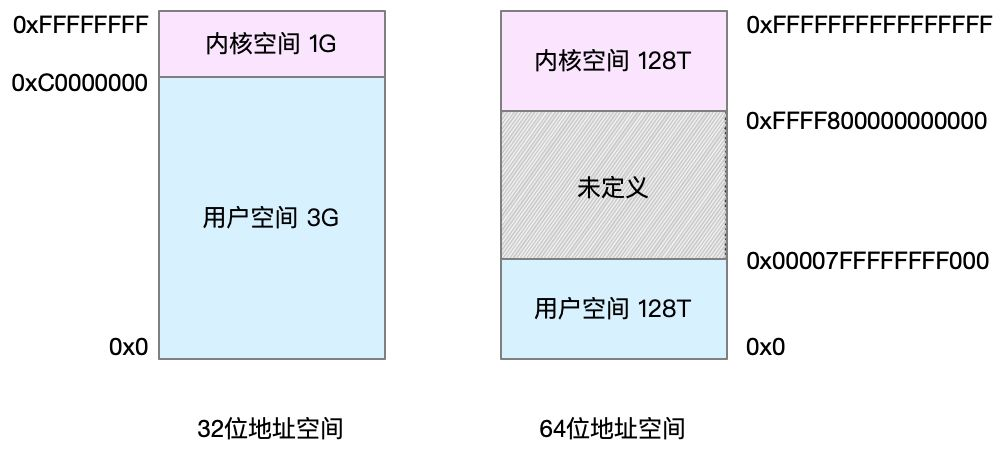 0xFFFFFFFF
内核空间 1G
0xC0000000
用户空间 3G
0x0
32位地址空间
0xFFFFFFFFFFFFFFFF
内核空间 128T
0xFFFF800000000000
未定义
0x00007FFFFFFFF000
用户空间 128T
0x0
64位地址空间